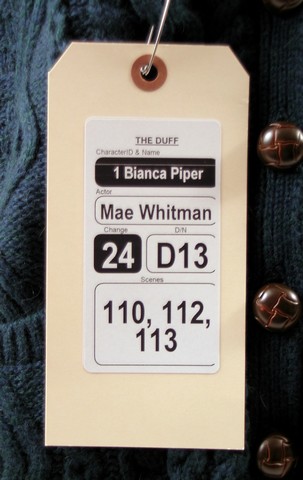 THE DUFF
CharacterID & Name
1 Bianca Piper
Actor
Mae Whitman
Change D/N
24 D13
Scenes
110, 112,
113